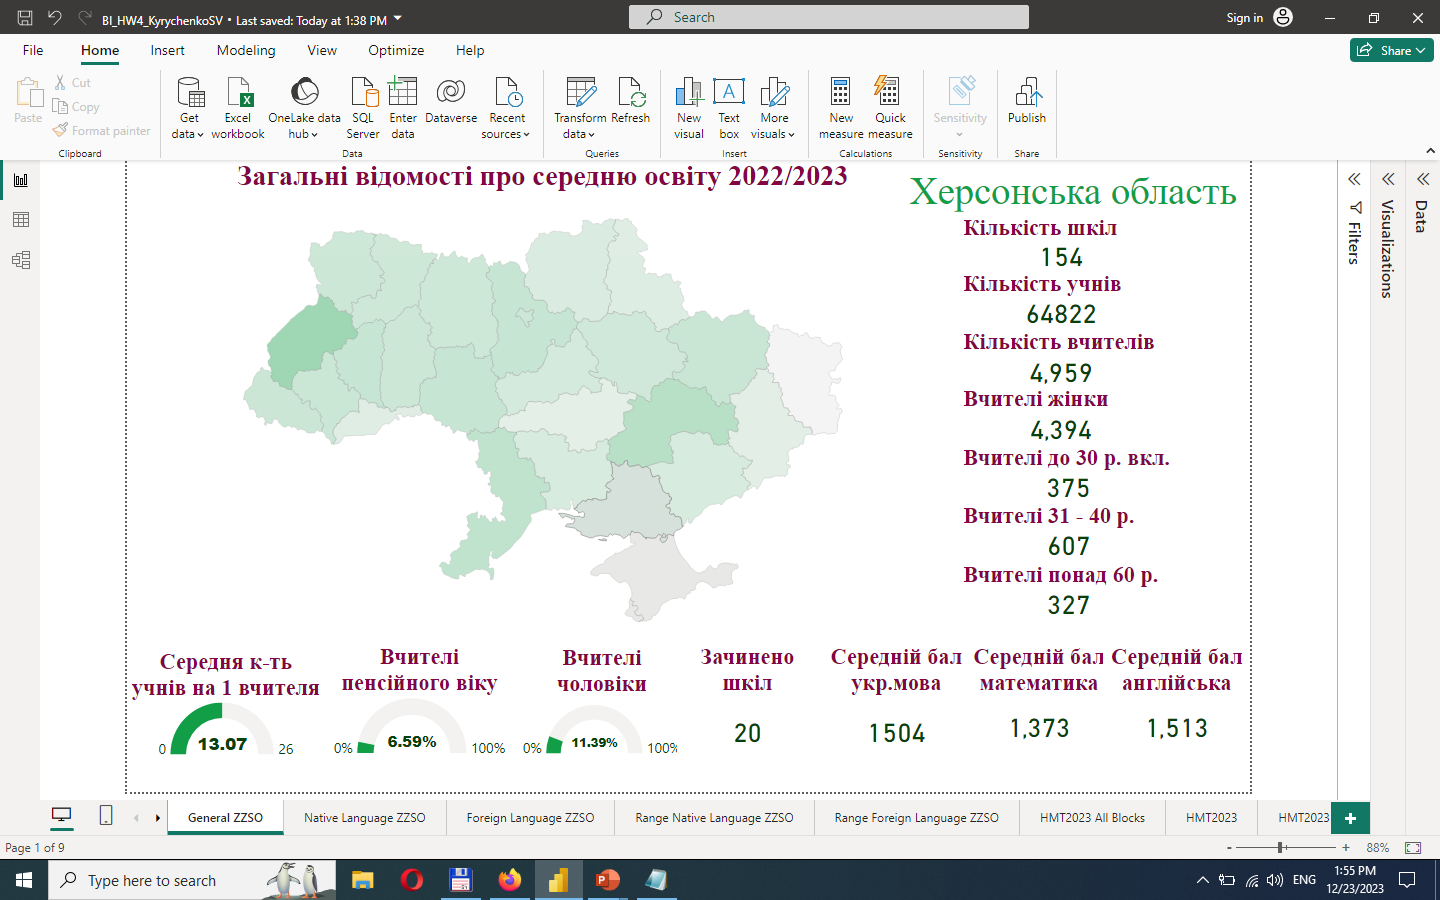 BI_HW4_KyrychenkoSV • Last saved: Today at 1:38 PM
Search
Sign in
File Home Insert Modeling View Optimize Help
Share
Paste
Cut
Copy
Format painter
Clipboard
Get data
Excel workbook
OneLake data hub
SQL Server
Enter data
Dataverse
Recent sources
Data
Transform data
Refresh
Queries
New visual
Text box
More visuals
Insert
New measure
Quick measure
Calculations
Sensitivity
Sensitivity
Publish
Share
Загальні відомості про середню освіту 2022/2023
Херсонська область
Кількість шкіл
154
Кількість учнів
64822
Кількість вчителів
4,959
Вчителі жінки
4,394
Вчителі до 30 р. вкл.
375
Вчителі 31 - 40 р.
607
Вчителі понад 60 р.
327
Filters
Visualizations
Data
Середня к-ть
учнів на 1 вчителя
0 13.07 26
Вчителі
пенсійного віку
0% 6.59% 100%
Вчителі
чоловіки
0% 11.39% 100%
Зачинено
шкіл
20
Середній бал
укр.мова
1504
Середній бал
математика
1,373
Середній бал
англійська
1,513
General ZZSO
Native Language ZZSO
Foreign Language ZZSO
Range Native Language ZZSO
Range Foreign Language ZZSO
HMT2023 All Blocks
HMT2023
HMT2023
Page 1 of 9
- + 88%
Type here to search
ENG
1:55 PM
12/23/2023